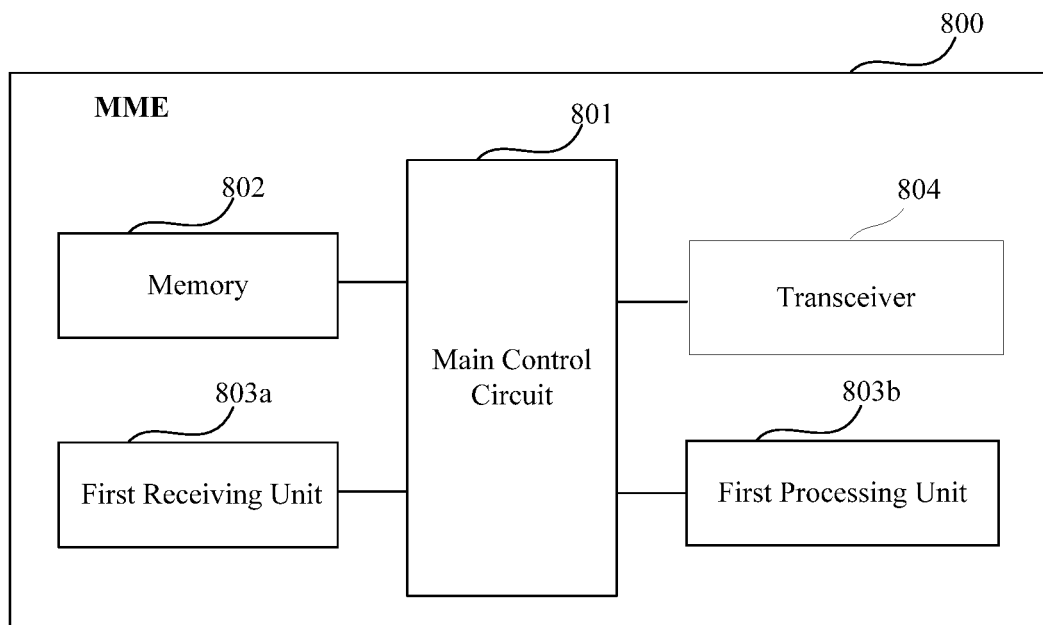 800
MME
801
802
804
Memory
Transceiver
Main Control
Circuit
803a
803b
First Receiving Unit
First Processing Unit